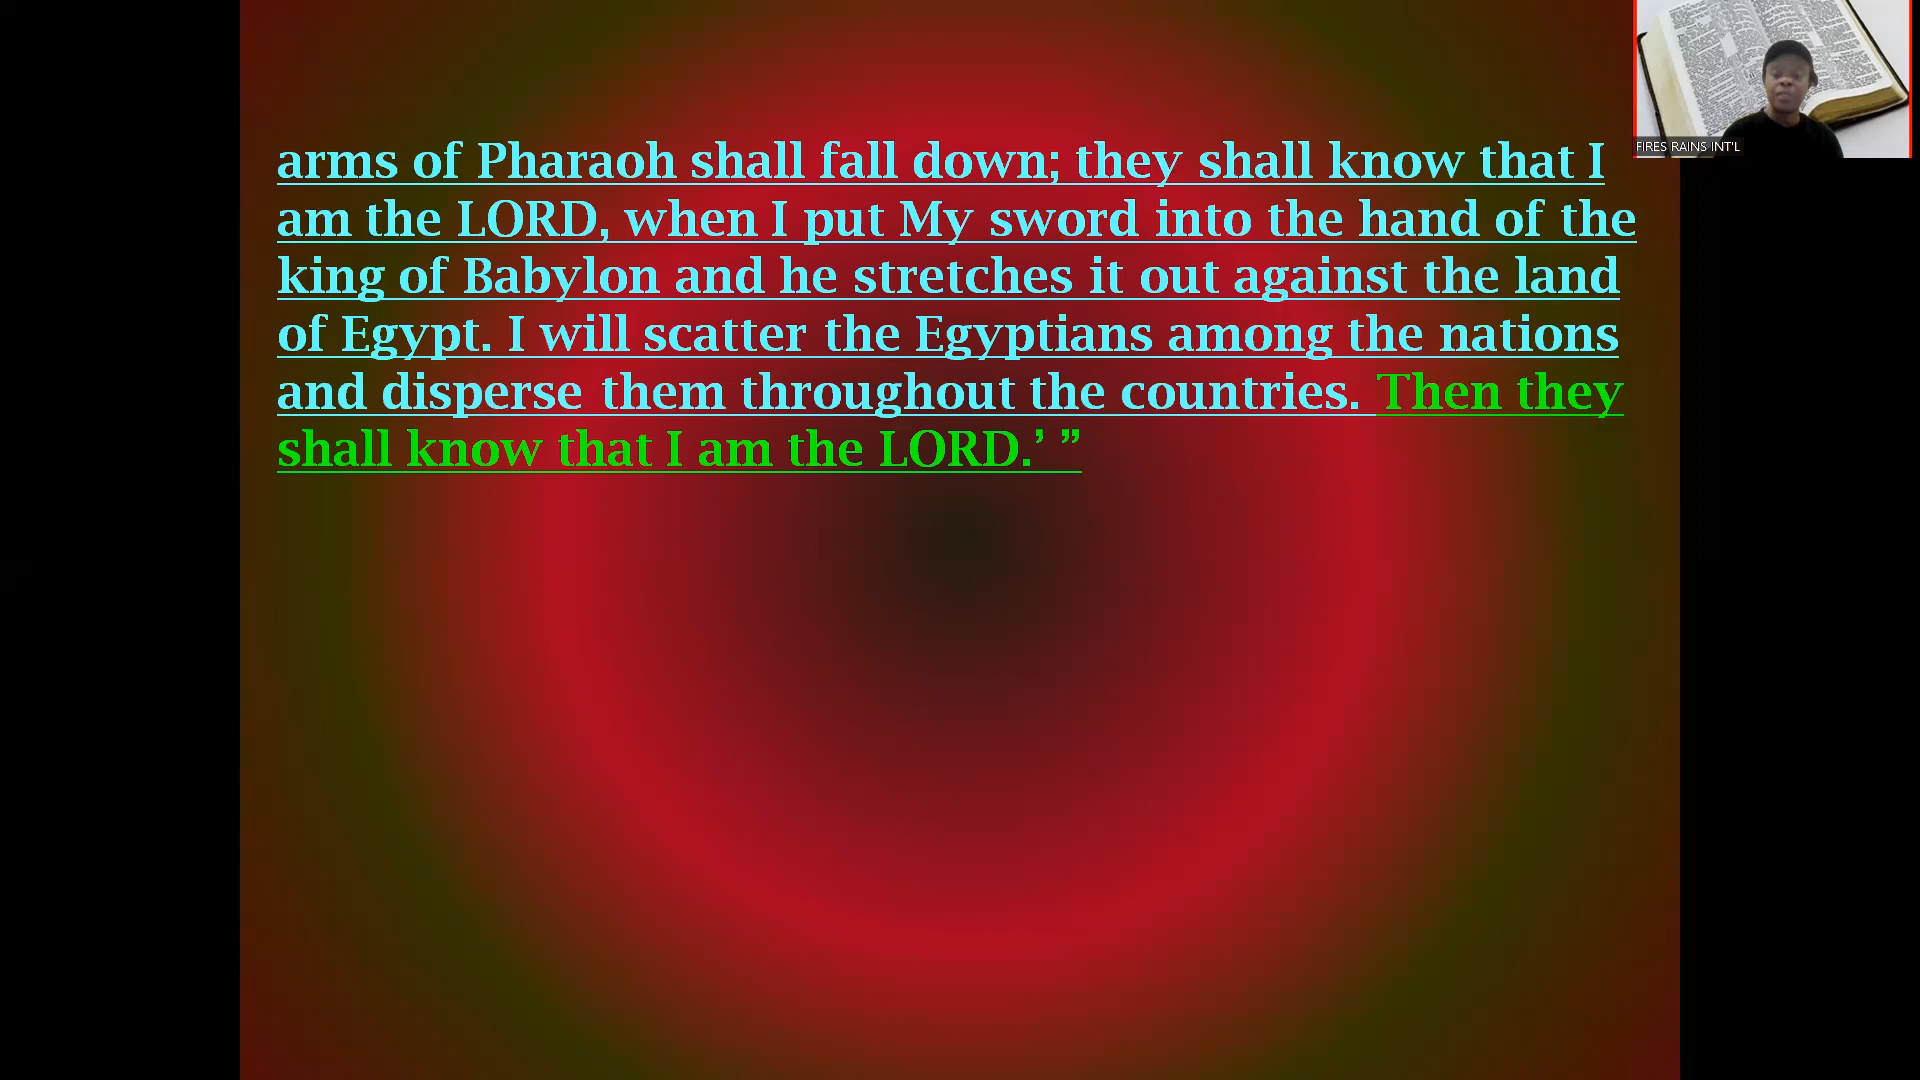 arms of Pharaoh shall fall down; they shall know that I
am the LORD, when I put My sword into the hand of the
king of Babylon and he stretches it out against the land
of Egypt. I will scatter the Egyptians among the nations
and disperse them throughout the countries. Then they
shall know that I am the LORD.’ ”
FIRES RAINS INT'L